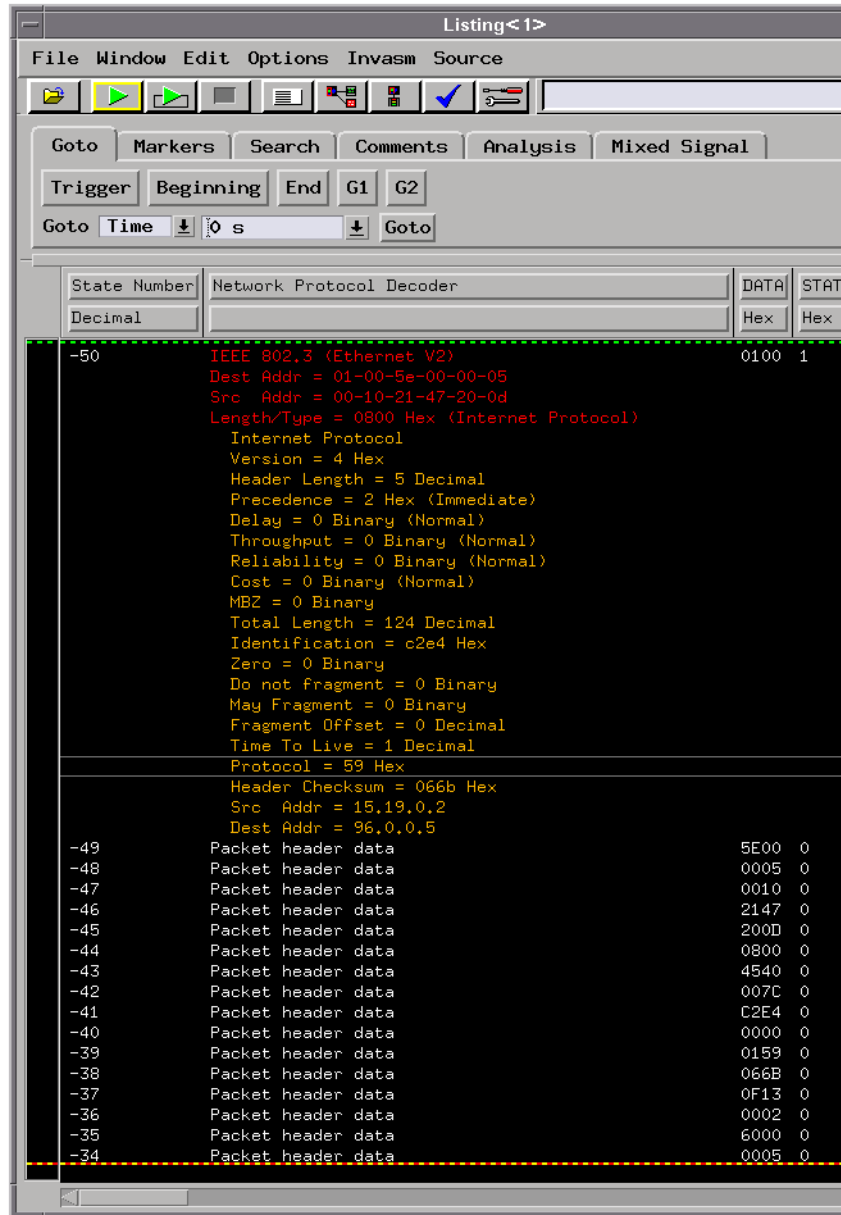 Listing<1>
File Window Edit Options Invasm Source
Goto Markers Search Comments Analysis Mixed Signal
Trigger Beginning End G1 G2
Goto Time 0 s Goto
State Number Network Protocol Decoder DATA STAT
Decimal Hex Hex
-50 IEEE 802.3 (Ethernet V2) 0100 1
Dest Addr = 01-00-5e-00-00-05
Src Addr = 00-10-21-47-20-0d
Length/Type = 0800 Hex (Internet Protocol)
Internet Protocol
Version = 4 Hex
Header Length = 5 Decimal
Precedence = 2 Hex (Immediate)
Delay = 0 Binary (Normal)
Throughput = 0 Binary (Normal)
Reliability = 0 Binary (Normal)
Cost = 0 Binary (Normal)
MBZ = 0 Binary
Total Length = 124 Decimal
Identification = c2e4 Hex
Zero = 0 Binary
Do not fragment = 0 Binary
May Fragment = 0 Binary
Fragment Offset = 0 Decimal
Time To Live = 1 Decimal
Protocol = 59 Hex
Header Checksum = 066b Hex
Src Addr = 15.19.0.2
Dest Addr = 96.0.0.5
-49 Packet header data 5E00 0
-48 Packet header data 0005 0
-47 Packet header data 0010 0
-46 Packet header data 2147 0
-45 Packet header data 200D 0
-44 Packet header data 0800 0
-43 Packet header data 4540 0
-42 Packet header data 007C 0
-41 Packet header data C2E4 0
-40 Packet header data 0000 0
-39 Packet header data 0159 0
-38 Packet header data 066B 0
-37 Packet header data 0F13 0
-36 Packet header data 0002 0
-35 Packet header data 6000 0
-34 Packet header data 0005 0